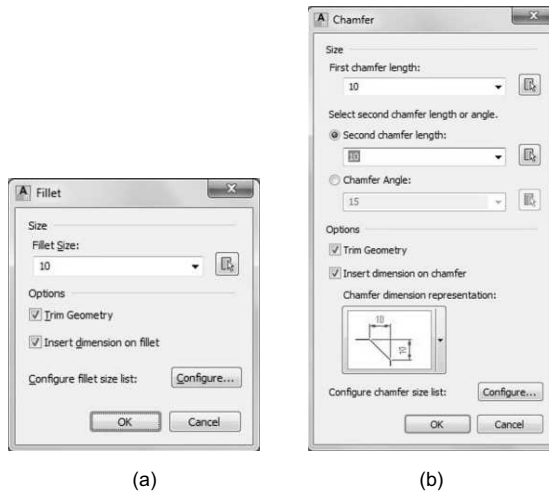 Fillet
Size
Fillet Size:
10
Options
Trim Geometry
Insert dimension on fillet
Configure fillet size list:
Configure...
OK
Cancel
(a)
Chamfer
Size
First chamfer length:
10
Select second chamfer length or angle.
Second chamfer length:
10
Chamfer Angle:
15
Options
Trim Geometry
Insert dimension on chamfer
Chamfer dimension representation:
10
10
Configure chamfer size list:
Configure...
OK
Cancel
(b)